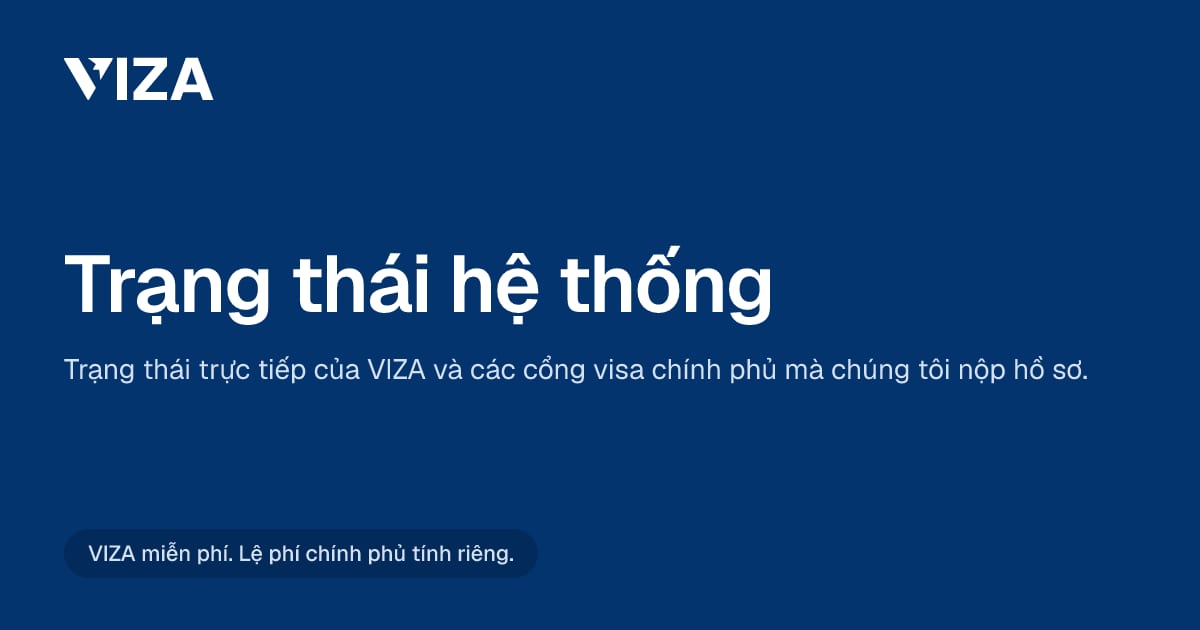 VIZA
Trạng thái hệ thống
Trạng thái trực tiếp của VIZA và các cổng visa chính phủ mà chúng tôi nộp hồ sơ.
VIZA miễn phí. Lệ phí chính phủ tính riêng.